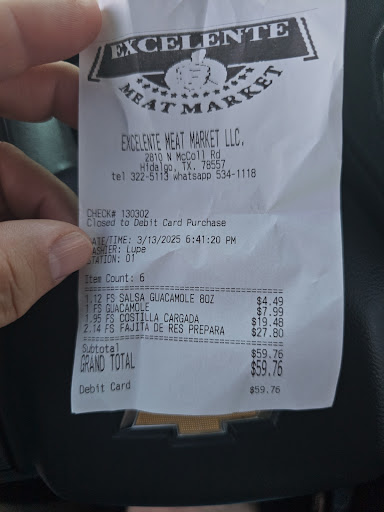 EXCELENTE
MEAT MARKET
EXCELENTE MEAT MARKET LLC.
2810 N McColl Rd
Hidalgo, TX. 78557
tel 322-5113 whatsapp 534-1118
CHECK# 130302
Closed to Debit Card Purchase
DATE/TIME: 3/13/2025 6:41:20 PM
CASHIER: Lupe
STATION: 01
Item Count: 6
1.12 FS SALSA GUACAMOLE 8OZ $4.49
1 FS GUACAMOLE $7.99
1.95 FS COSTILLA CARGADA $19.48
2.14 FS FAJITA DE RES PREPARA $27.80
Subtotal $59.76
GRAND TOTAL $59.76
Debit Card $59.76